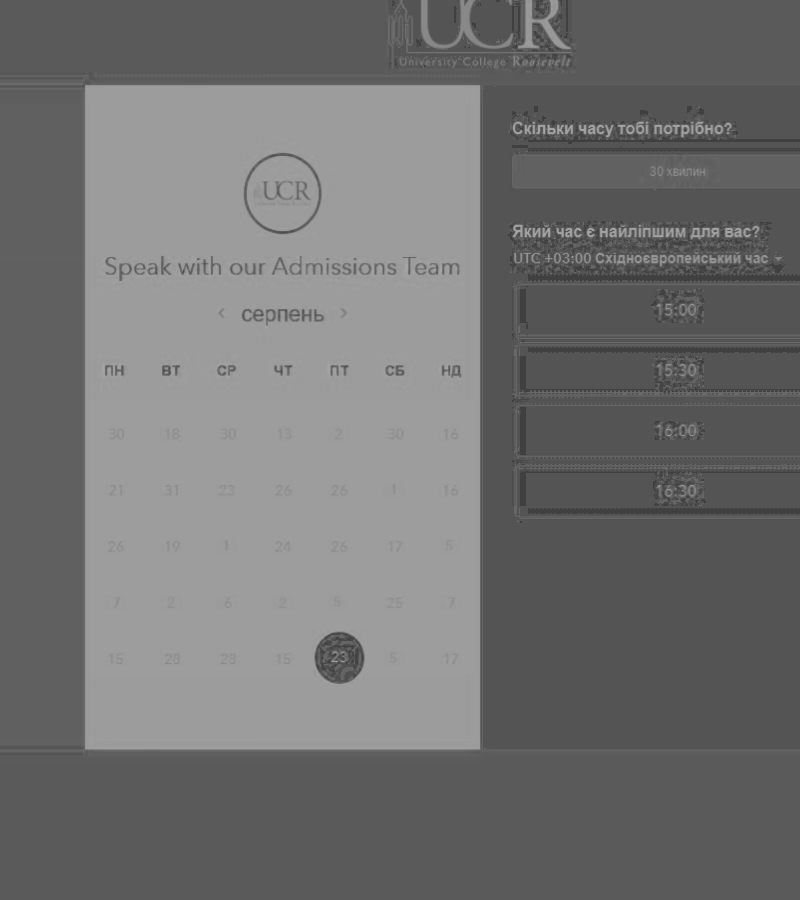 UCR
University College Roosevelt
UCR
Speak with our Admissions Team
< серпень >
ПН ВТ СР ЧТ ПТ СБ НД
30 18 30 13 2 30 16
21 31 23 26 26 1 16
26 19 1 24 26 17 5
7 2 6 2 5 25 7
15 28 28 15 23 5 17
Скільки часу тобі потрібно?
30 хвилин
Який час є найліпшим для вас?
UTC +03:00 Східноєвропейський час
15:00
15:30
16:00
16:30